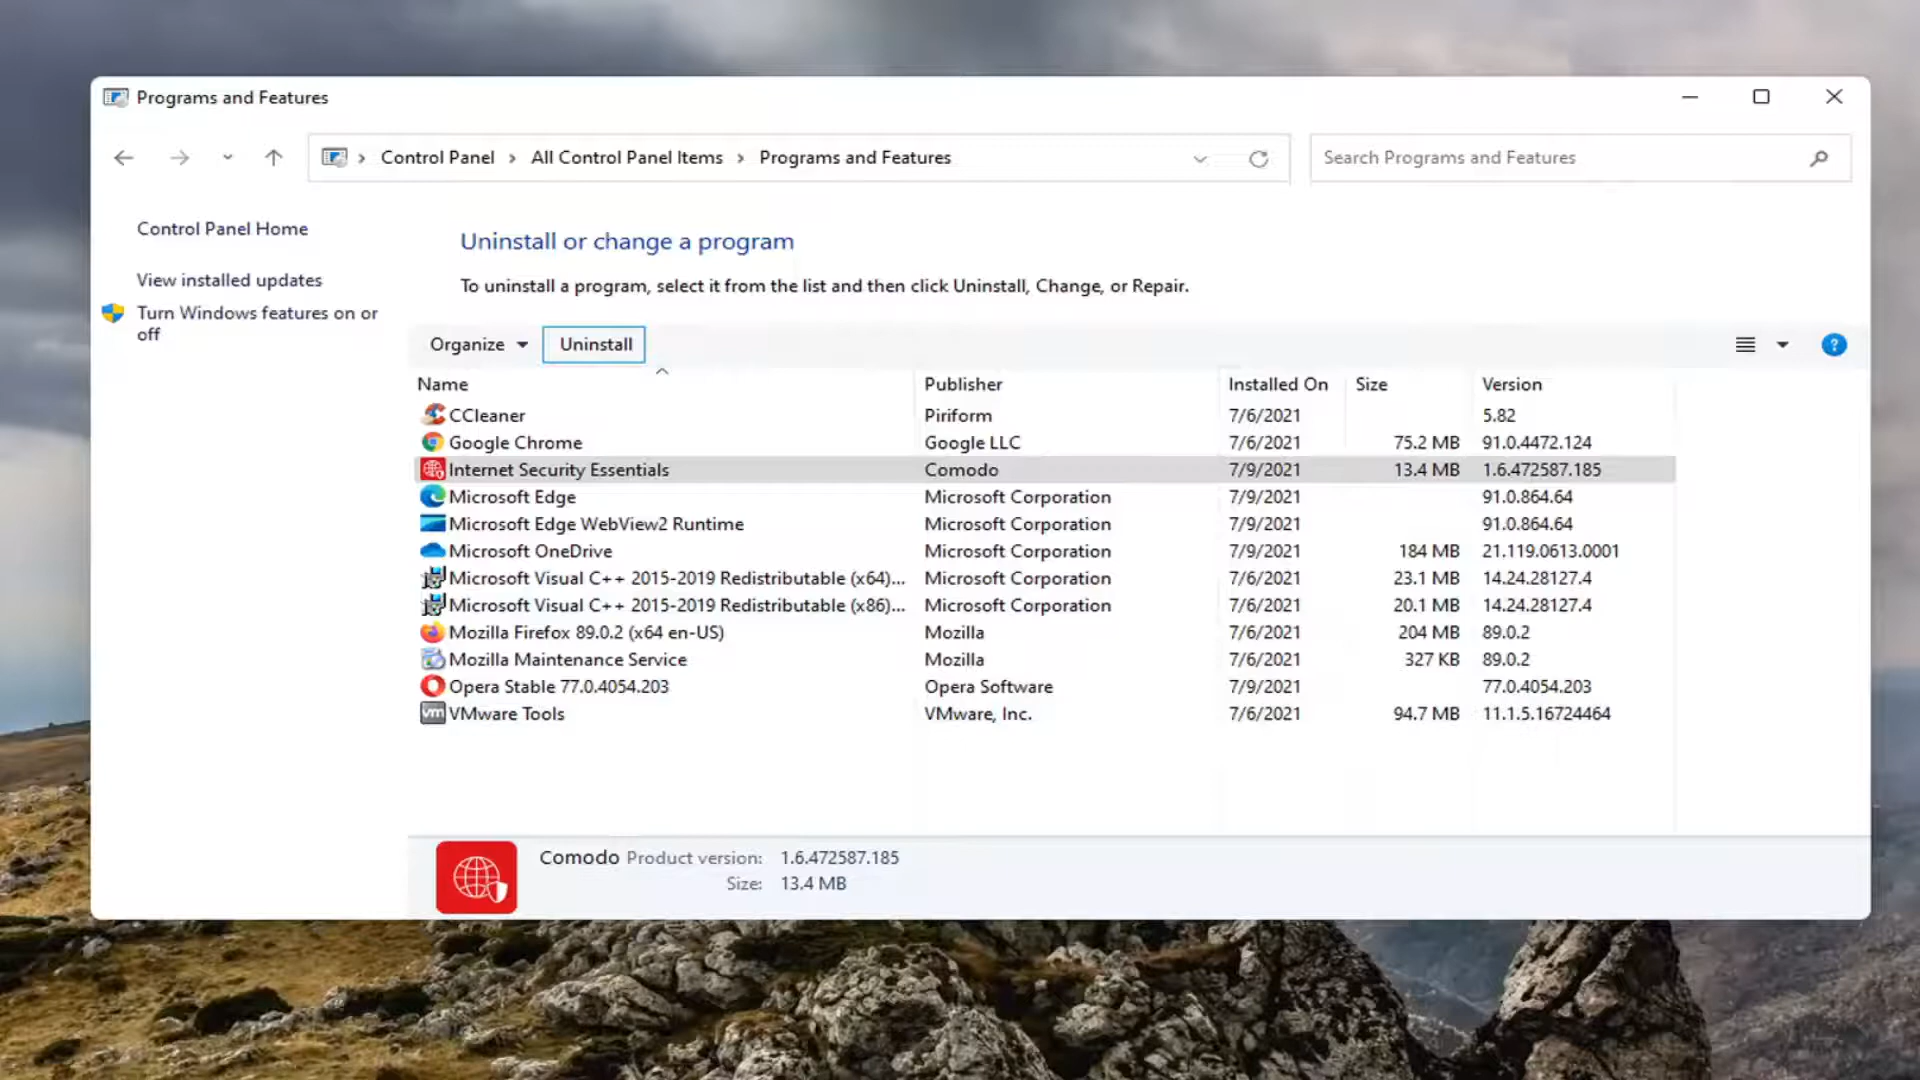 Programs and Features
Control Panel > All Control Panel Items > Programs and Features
Search Programs and Features
Control Panel Home
View installed updates
Turn Windows features on or
off
Uninstall or change a program
To uninstall a program, select it from the list and then click Uninstall, Change, or Repair.
Organize Uninstall ?
Name Publisher Installed On Size Version
CCleaner Piriform 7/6/2021 5.82
Google Chrome Google LLC 7/6/2021 75.2 MB 91.0.4472.124
Internet Security Essentials Comodo 7/9/2021 13.4 MB 1.6.472587.185
Microsoft Edge Microsoft Corporation 7/9/2021 91.0.864.64
Microsoft Edge WebView2 Runtime Microsoft Corporation 7/9/2021 91.0.864.64
Microsoft OneDrive Microsoft Corporation 7/9/2021 184 MB 21.119.0613.0001
Microsoft Visual C++ 2015-2019 Redistributable (x64)... Microsoft Corporation 7/6/2021 23.1 MB 14.24.28127.4
Microsoft Visual C++ 2015-2019 Redistributable (x86)... Microsoft Corporation 7/6/2021 20.1 MB 14.24.28127.4
Mozilla Firefox 89.0.2 (x64 en-US) Mozilla 7/6/2021 204 MB 89.0.2
Mozilla Maintenance Service Mozilla 7/6/2021 327 KB 89.0.2
Opera Stable 77.0.4054.203 Opera Software 7/9/2021 77.0.4054.203
vm VMware Tools VMware, Inc. 7/6/2021 94.7 MB 11.1.5.16724464
Comodo Product version: 1.6.472587.185
Size: 13.4 MB